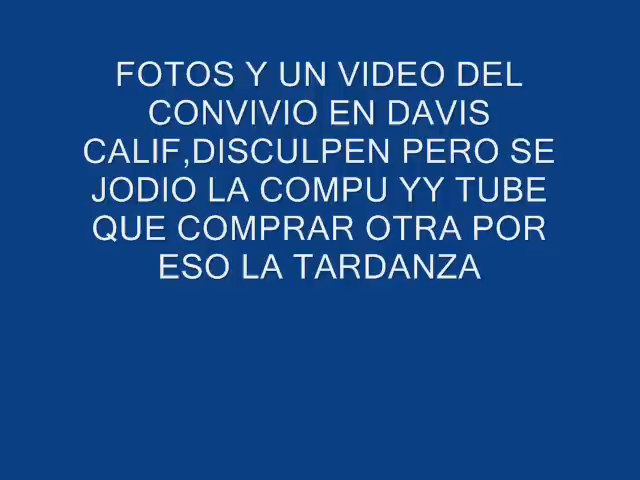 FOTOS Y UN VIDEO DEL
CONVIVIO EN DAVIS
CALIF,DISCULPEN PERO SE
JODIO LA COMPU YY TUBE
QUE COMPRAR OTRA POR
ESO LA TARDANZA